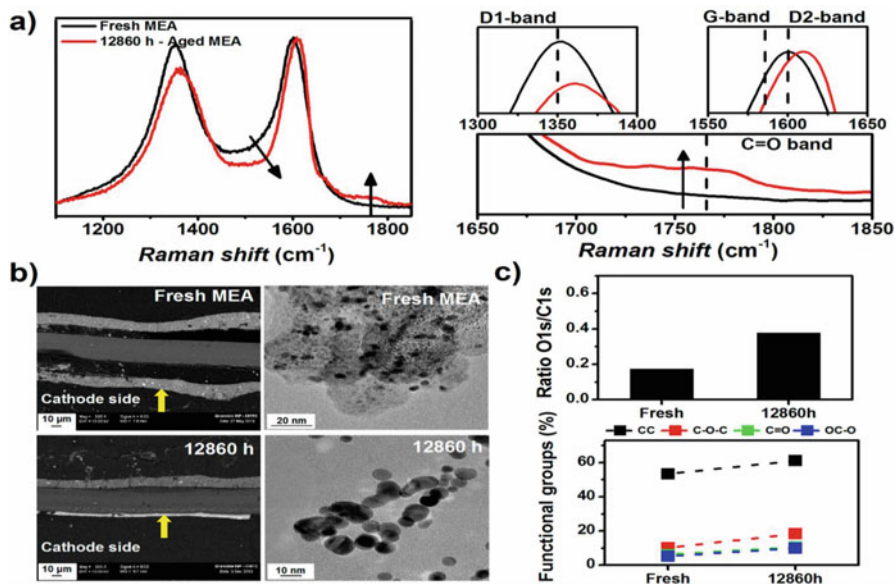 a)
Fresh MEA
12860 h - Aged MEA
1200 1400 1600 1800
Raman shift (cm⁻¹)
D1-band
G-band D2-band
1300 1350 1400
1550 1600 1650
C=O band
1650 1700 1750 1800 1850
Raman shift (cm⁻¹)
b)
Fresh MEA
Cathode side
10 µm
Fresh MEA
20 nm
12860 h
Cathode side
10 µm
12860 h
10 nm
c)
Ratio O1s/C1s
0.6
0.4
0.2
0.0
Fresh 12860h
CC C-O-C C=O OC-O
Functional groups (%)
60
40
20
0
Fresh 12860h